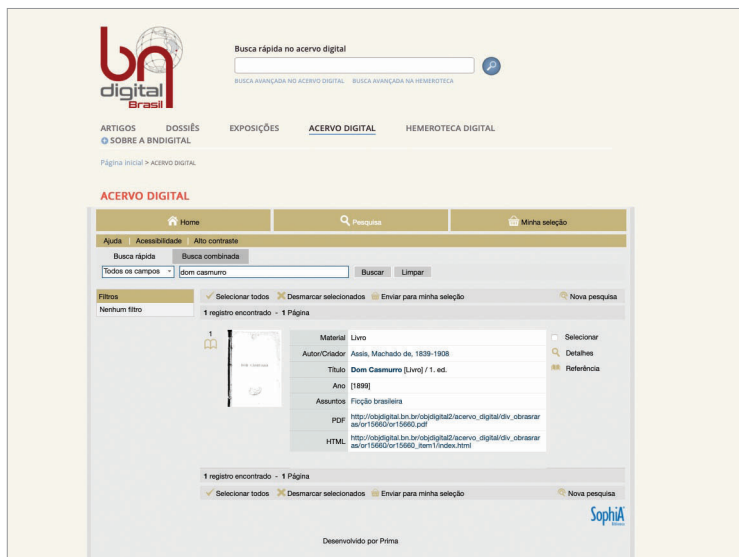 bn
digital
Brasil
Busca rápida no acervo digital
BUSCA AVANÇADA NO ACERVO DIGITAL BUSCA AVANÇADA NA HEMEROTECA
ARTIGOS DOSSIÊS EXPOSIÇÕES ACERVO DIGITAL HEMEROTECA DIGITAL
SOBRE A BNDIGITAL
Página Inicial > ACERVO DIGITAL
ACERVO DIGITAL
Home Pesquisa Minha seleção
Ajuda | Acessibilidade | Alto contraste
Busca rápida Busca combinada
Todos os campos dom casmurro Buscar Limpar
Filtros Selecionar todos Desmarcar selecionados Enviar para minha seleção Nova pesquisa
Nenhum filtro 1 registro encontrado - 1 Página
1 Material Livro Selecionar
Autor/Criador Assis, Machado de, 1839-1908 Detalhes
Título Dom Casmurro [Livro] / 1. ed. Referência
Ano [1899]
Assuntos Ficção brasileira
PDF http://objdigital.bn.br/objdigital2/acervo_digital/div_obrasrar
as/or15660/or15660.pdf
HTML http://objdigital.bn.br/objdigital2/acervo_digital/div_obrasrar
as/or15660/or15660_item1/index.html
1 registro encontrado - 1 Página
Selecionar todos Desmarcar selecionados Enviar para minha seleção Nova pesquisa
SophiA
Desenvolvido por Prima